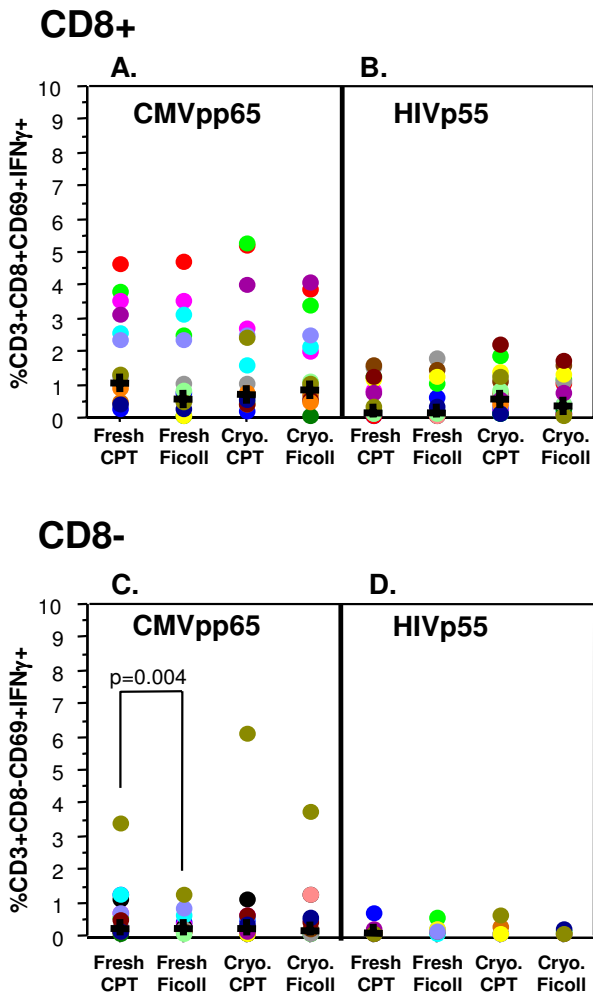 CD8+
A. B.
CMVpp65 HIVp55
%CD3+CD8+CD69+IFNγ+
10
9
8
7
6
5
4
3
2
1
0
Fresh Fresh Cryo. Cryo. Fresh Fresh Cryo. Cryo.
CPT Ficoll CPT Ficoll CPT Ficoll CPT Ficoll
CD8-
C. D.
CMVpp65 HIVp55
p=0.004
%CD3+CD8-CD69+IFNγ+
10
9
8
7
6
5
4
3
2
1
0
Fresh Fresh Cryo. Cryo. Fresh Fresh Cryo. Cryo.
CPT Ficoll CPT Ficoll CPT Ficoll CPT Ficoll